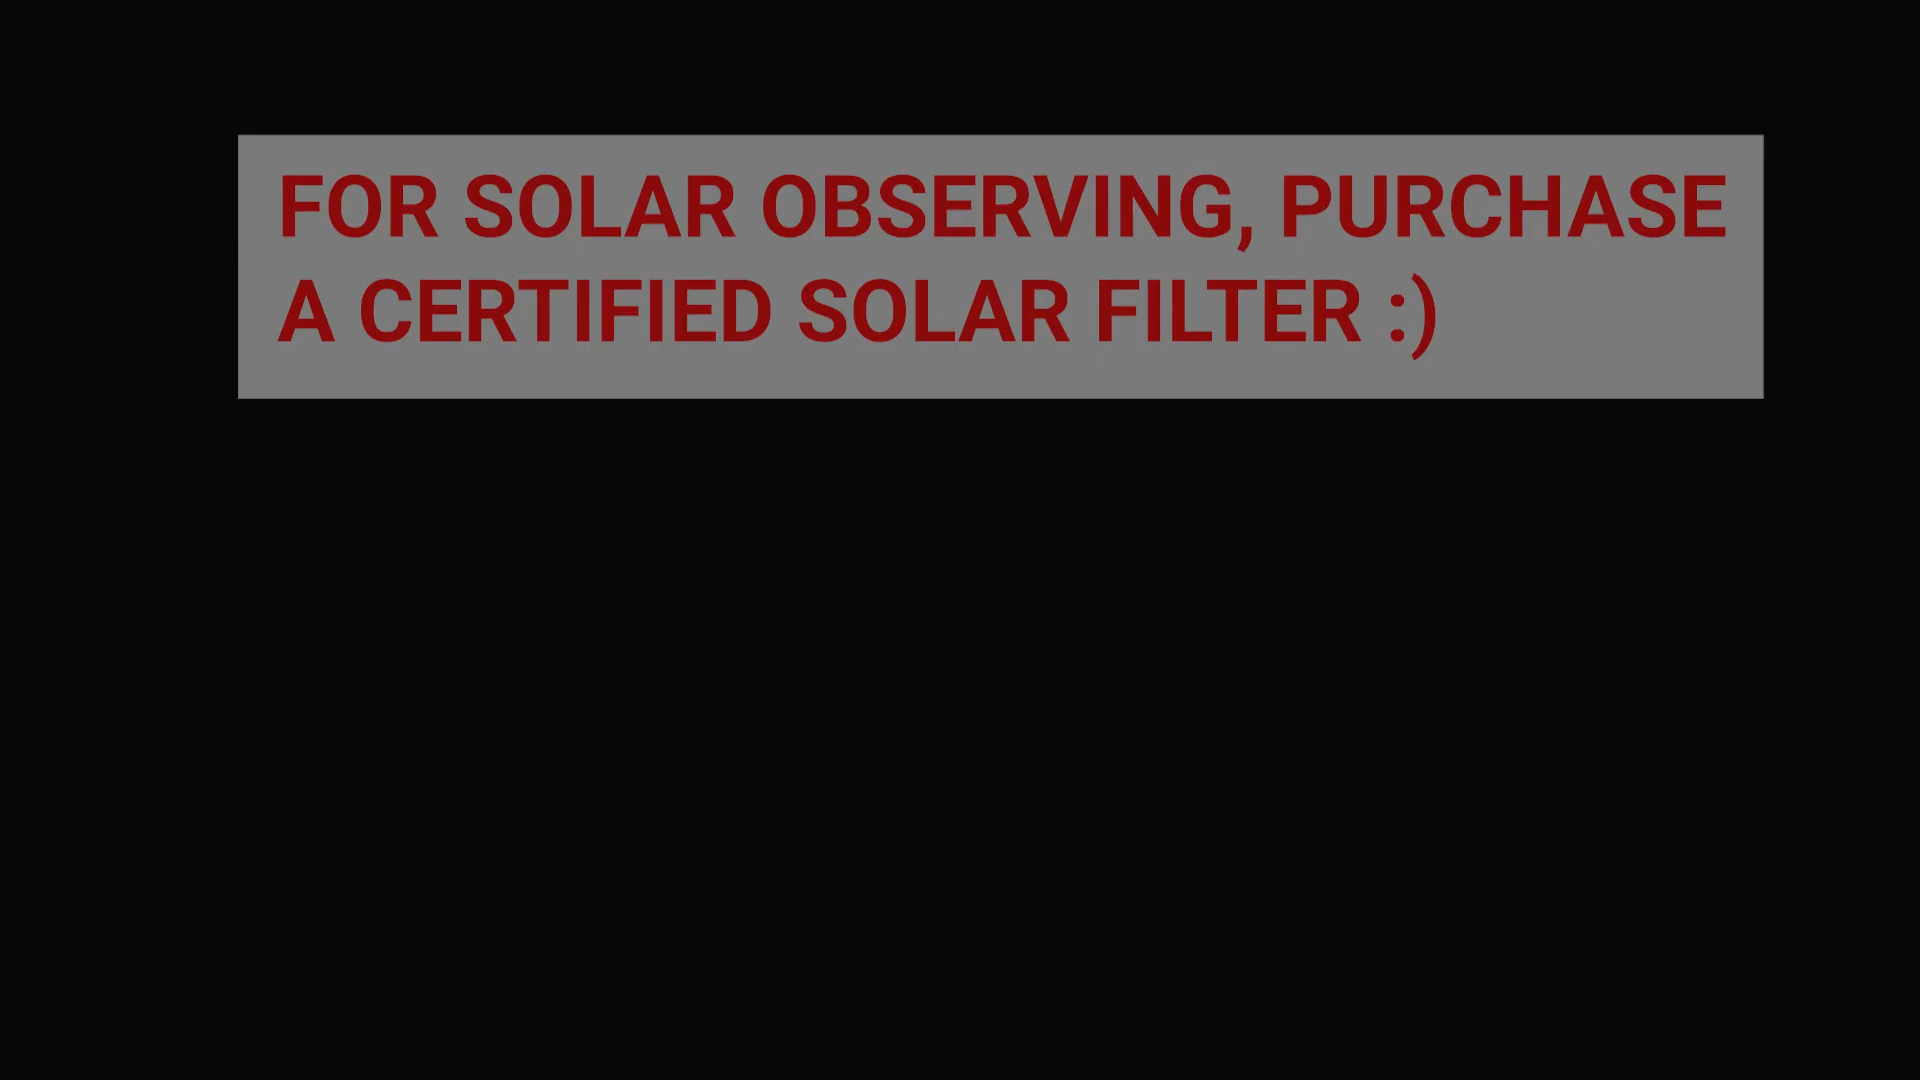 FOR SOLAR OBSERVING, PURCHASE
A CERTIFIED SOLAR FILTER :)